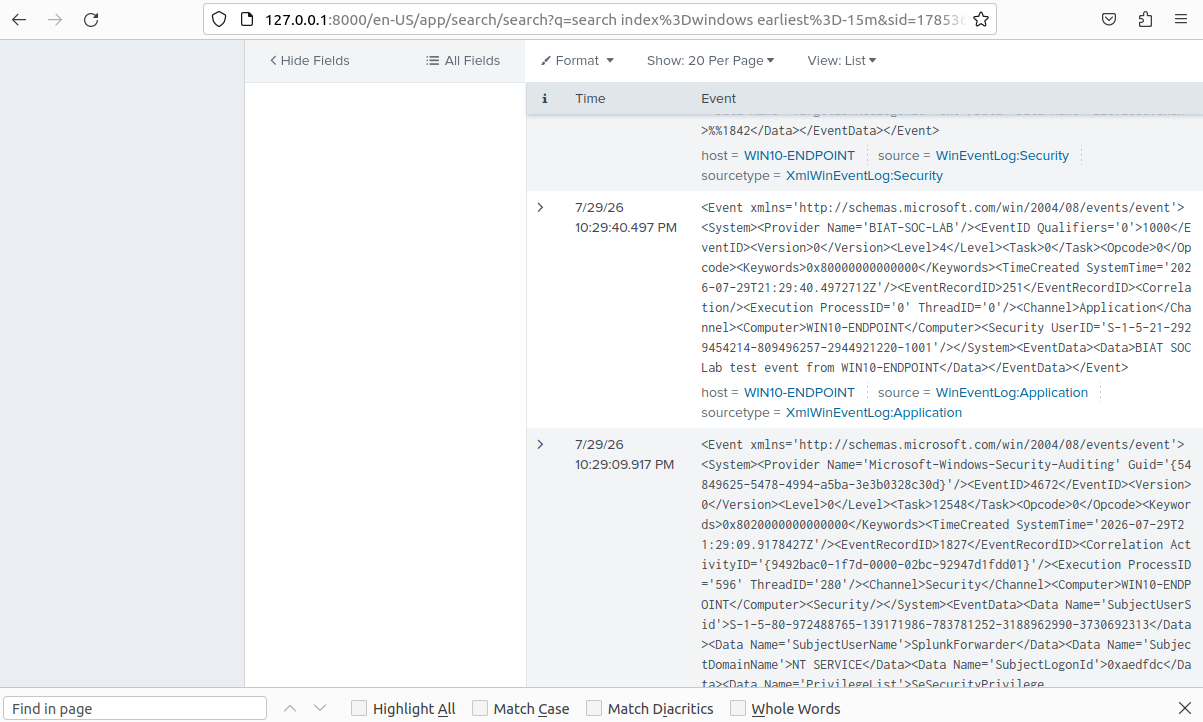 127.0.0.1:8000/en-US/app/search/search?q=search index%3Dwindows earliest%3D-15m&sid=17853
Hide Fields
All Fields
Format
Show: 20 Per Page
View: List
i
Time
Event
>%%1842</Data></EventData></Event>
host = WIN10-ENDPOINT source = WinEventLog:Security
sourcetype = XmlWinEventLog:Security
7/29/26
10:29:40.497 PM
<Event xmlns='http://schemas.microsoft.com/win/2004/08/events/event'>
<System><Provider Name='BIAT-SOC-LAB'/><EventID Qualifiers='0'>1000</E
ventID><Version>0</Version><Level>4</Level><Task>0</Task><Opcode>0</Op
code><Keywords>0x80000000000000</Keywords><TimeCreated SystemTime='202
6-07-29T21:29:40.4972712Z'/><EventRecordID>251</EventRecordID><Correla
tion/><Execution ProcessID='0' ThreadID='0'/><Channel>Application</Cha
nnel><Computer>WIN10-ENDPOINT</Computer><Security UserID='S-1-5-21-292
9454214-809496257-2944921220-1001'/></System><EventData><Data>BIAT SOC
Lab test event from WIN10-ENDPOINT</Data></EventData></Event>
host = WIN10-ENDPOINT source = WinEventLog:Application
sourcetype = XmlWinEventLog:Application
7/29/26
10:29:09.917 PM
<Event xmlns='http://schemas.microsoft.com/win/2004/08/events/event'>
<System><Provider Name='Microsoft-Windows-Security-Auditing' Guid='{54
849625-5478-4994-a5ba-3e3b0328c30d}'/><EventID>4672</EventID><Version>
0</Version><Level>0</Level><Task>12548</Task><Opcode>0</Opcode><Keywor
ds>0x8020000000000000</Keywords><TimeCreated SystemTime='2026-07-29T2
1:29:09.9178427Z'/><EventRecordID>1827</EventRecordID><Correlation Act
ivityID='{9492bac0-1f7d-0000-02bc-92947d1fdd01}'/><Execution ProcessID
='596' ThreadID='280'/><Channel>Security</Channel><Computer>WIN10-ENDP
OINT</Computer><Security/></System><EventData><Data Name='SubjectUserS
id'>S-1-5-80-972488765-139171986-783781252-3188962990-3730692313</Data
><Data Name='SubjectUserName'>SplunkForwarder</Data><Data Name='Subjec
tDomainName'>NT SERVICE</Data><Data Name='SubjectLogonId'>0xaedfdc</Da
ta><Data Name='PrivilegeList'>SeSecurityPrivilege
Find in page
Highlight All
Match Case
Match Diacritics
Whole Words